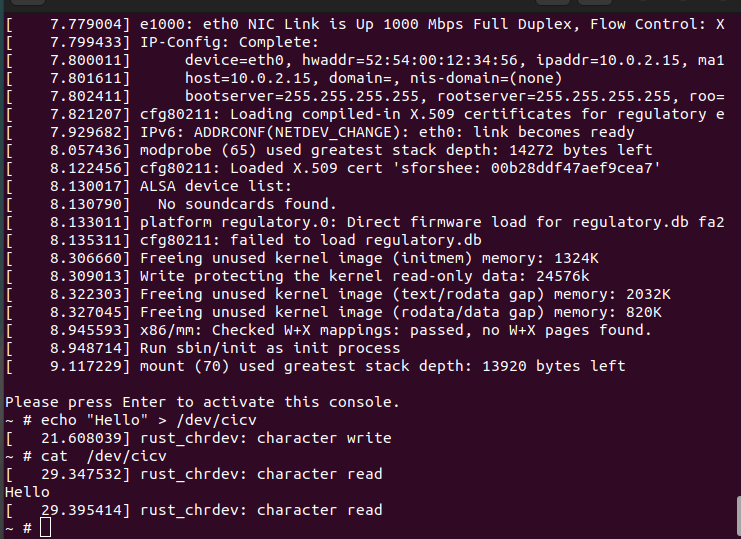 [    7.779004] e1000: eth0 NIC Link is Up 1000 Mbps Full Duplex, Flow Control: X
[    7.799433] IP-Config: Complete:
[    7.800011]      device=eth0, hwaddr=52:54:00:12:34:56, ipaddr=10.0.2.15, ma1
[    7.801611]      host=10.0.2.15, domain=, nis-domain=(none)
[    7.802411]      bootserver=255.255.255.255, rootserver=255.255.255.255, roo=
[    7.821207] cfg80211: Loading compiled-in X.509 certificates for regulatory e
[    7.929682] IPv6: ADDRCONF(NETDEV_CHANGE): eth0: link becomes ready
[    8.057436] modprobe (65) used greatest stack depth: 14272 bytes left
[    8.122456] cfg80211: Loaded X.509 cert 'sforshee: 00b28ddf47aef9cea7'
[    8.130017] ALSA device list:
[    8.130790]   No soundcards found.
[    8.133011] platform regulatory.0: Direct firmware load for regulatory.db fa2
[    8.135311] cfg80211: failed to load regulatory.db
[    8.306660] Freeing unused kernel image (initmem) memory: 1324K
[    8.309013] Write protecting the kernel read-only data: 24576k
[    8.322303] Freeing unused kernel image (text/rodata gap) memory: 2032K
[    8.327045] Freeing unused kernel image (rodata/data gap) memory: 820K
[    8.945593] x86/mm: Checked W+X mappings: passed, no W+X pages found.
[    8.948714] Run sbin/init as init process
[    9.117229] mount (70) used greatest stack depth: 13920 bytes left
Please press Enter to activate this console.
~ # echo "Hello" > /dev/cicv
[   21.608039] rust_chrdev: character write
~ # cat  /dev/cicv
[   29.347532] rust_chrdev: character read
Hello
[   29.395414] rust_chrdev: character read
~ #